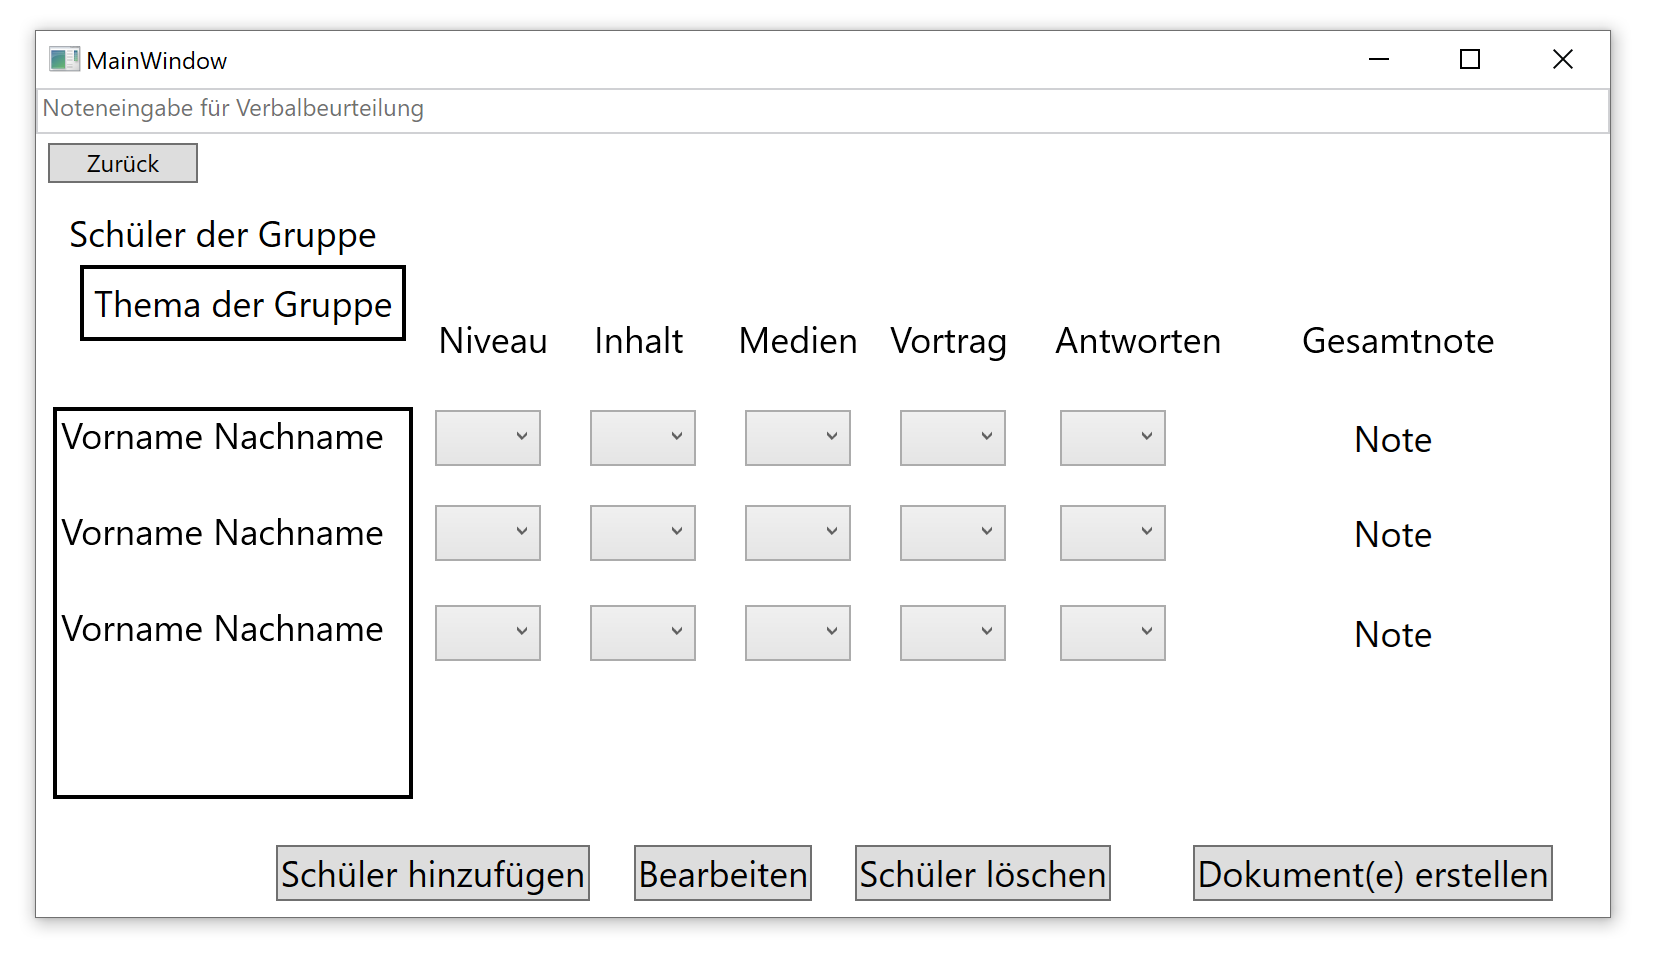 MainWindow
Noteneingabe für Verbalbeurteilung
Zurück
Schüler der Gruppe
Thema der Gruppe
Niveau Inhalt Medien Vortrag Antworten Gesamtnote
Vorname Nachname Note
Vorname Nachname Note
Vorname Nachname Note
Schüler hinzufügen Bearbeiten Schüler löschen Dokument(e) erstellen